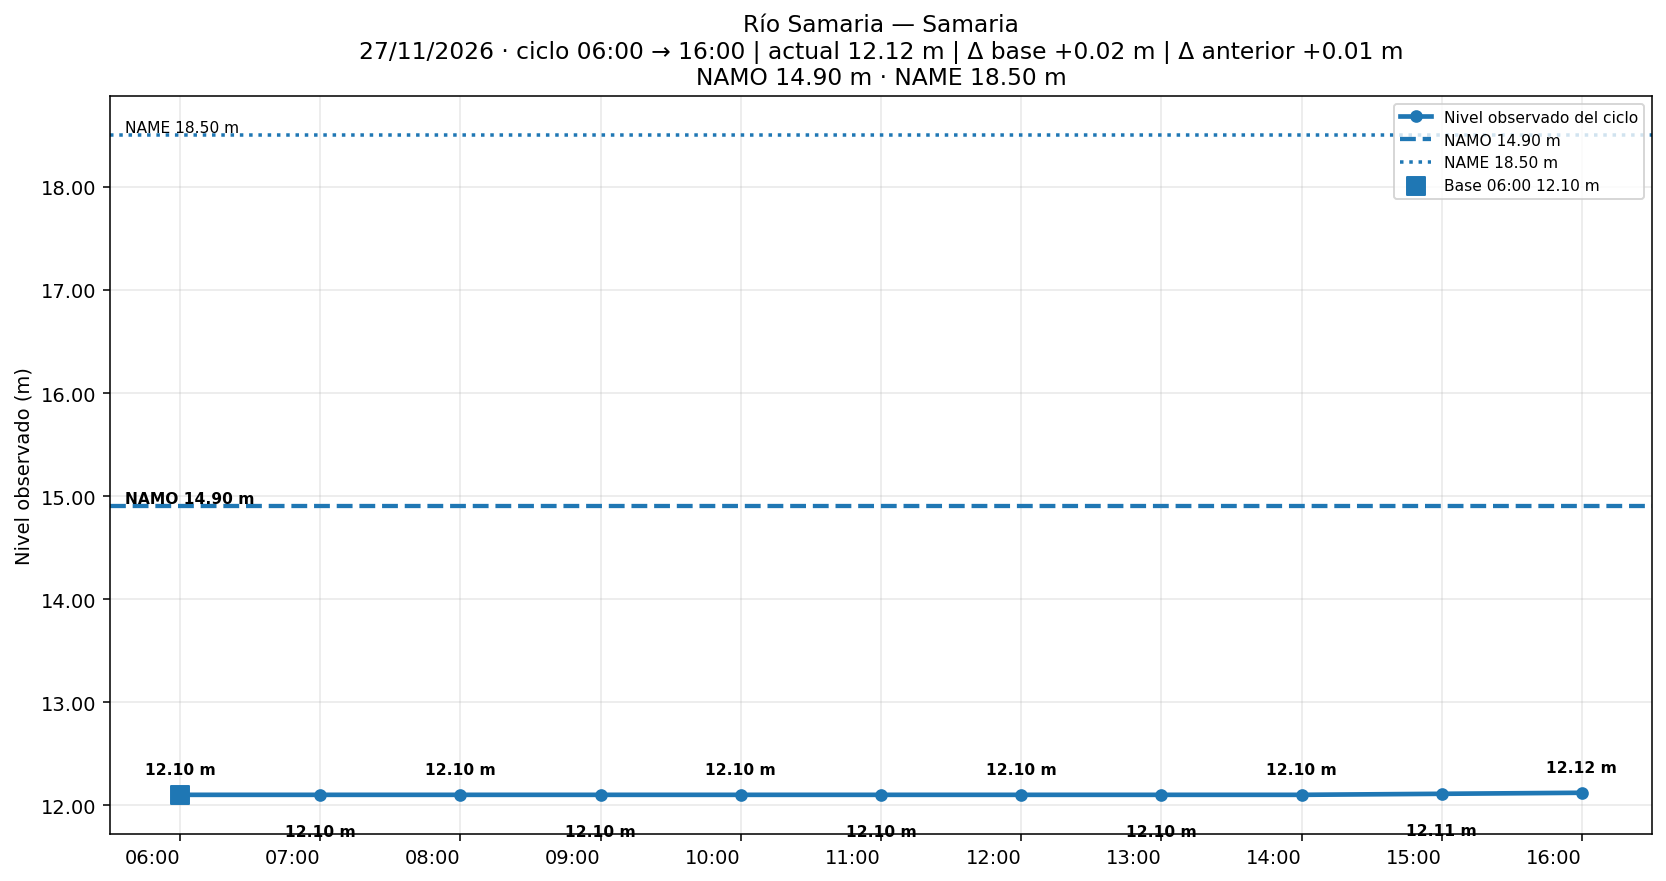 Río Samaria — Samaria
27/11/2026 · ciclo 06:00 → 16:00 | actual 12.12 m | Δ base +0.02 m | Δ anterior +0.01 m
NAMO 14.90 m · NAME 18.50 m
NAME 18.50 m
Nivel observado del ciclo
NAMO 14.90 m
NAME 18.50 m
Base 06:00 12.10 m
Nivel observado (m)
18.00
17.00
16.00
15.00
NAMO 14.90 m
14.00
13.00
12.00
12.10 m 12.10 m 12.10 m 12.10 m 12.10 m 12.12 m
12.10 m 12.10 m 12.10 m 12.10 m 12.11 m
06:00 07:00 08:00 09:00 10:00 11:00 12:00 13:00 14:00 15:00 16:00